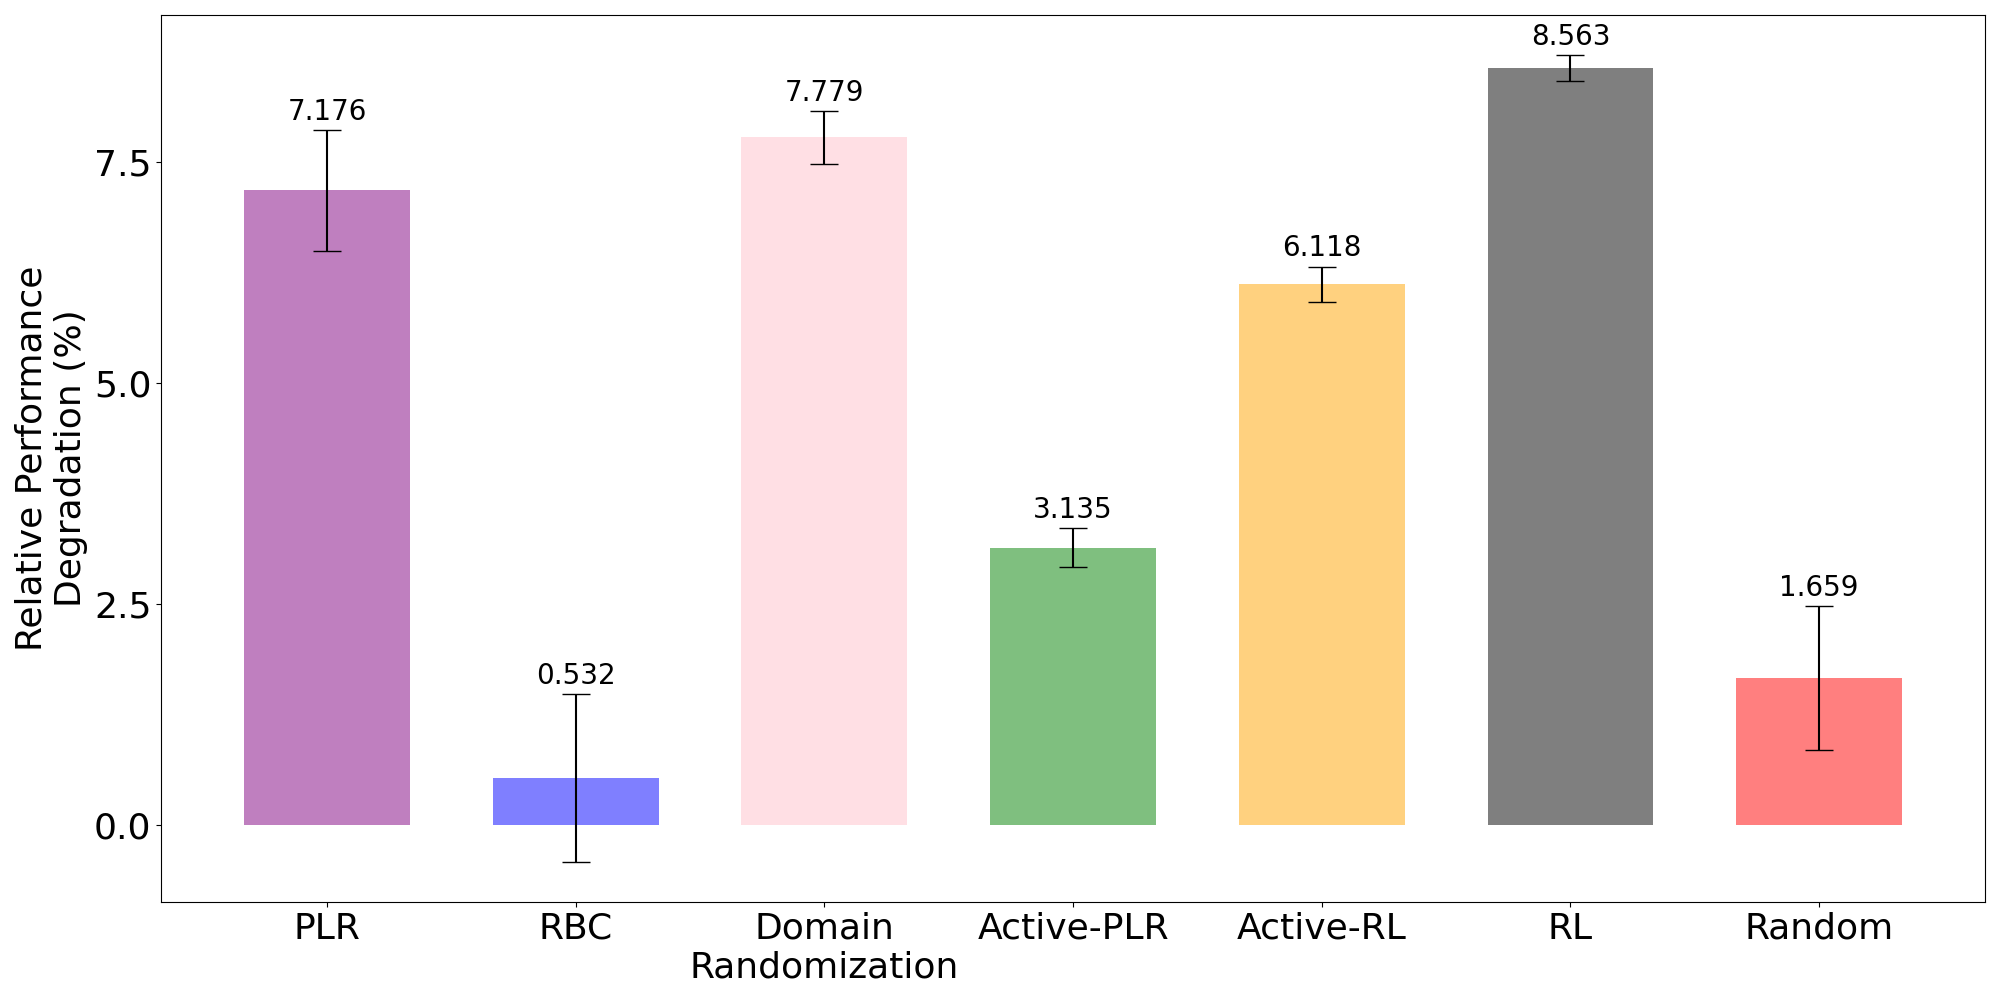 Relative Performance
Degradation (%)
7.5
5.0
2.5
0.0
7.176
0.532
7.779
3.135
6.118
8.563
1.659
PLR
RBC
Domain
Randomization
Active-PLR
Active-RL
RL
Random